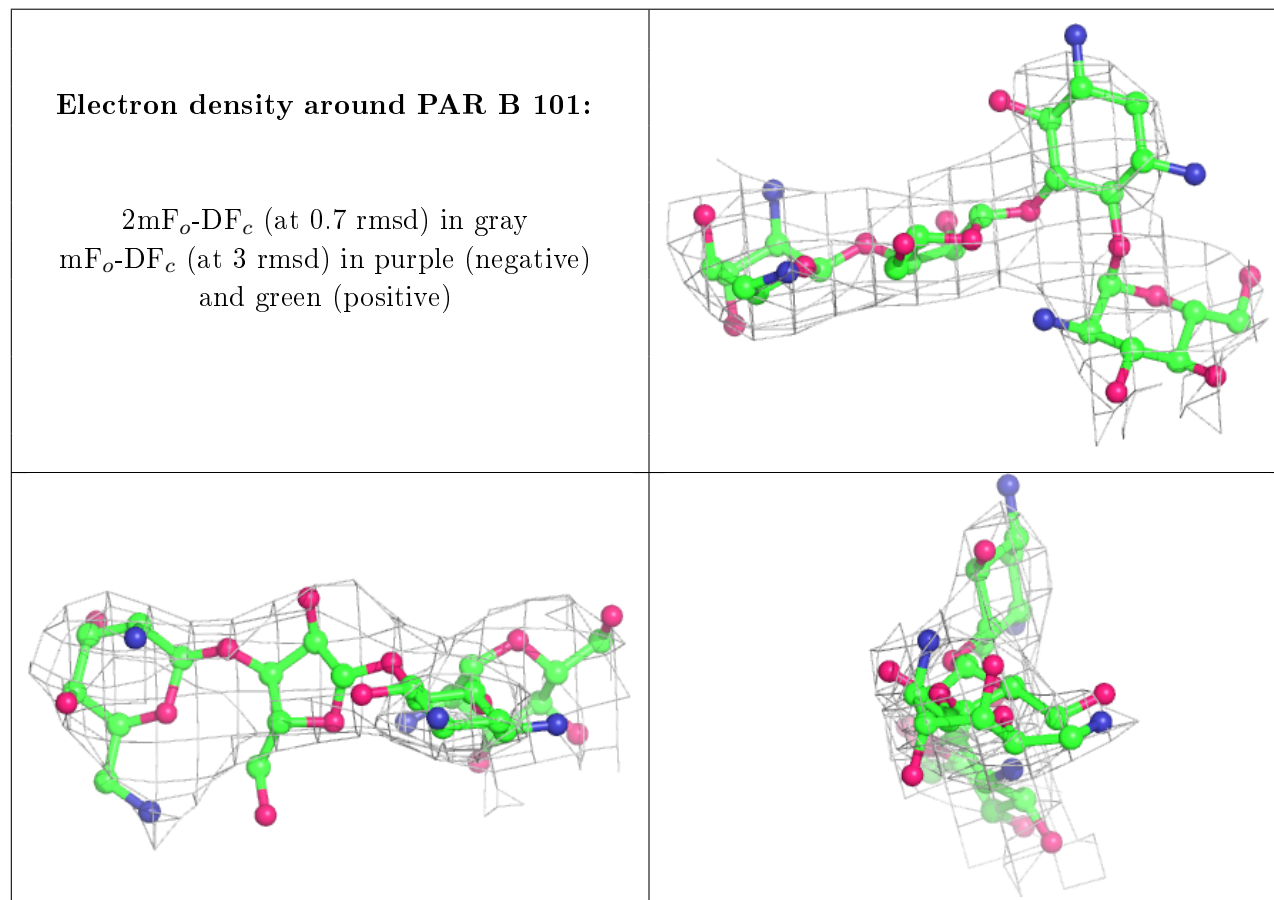 Electron density around PAR B 101:
2mFo-DFc (at 0.7 rmsd) in gray
mFo-DFc (at 3 rmsd) in purple (negative)
and green (positive)